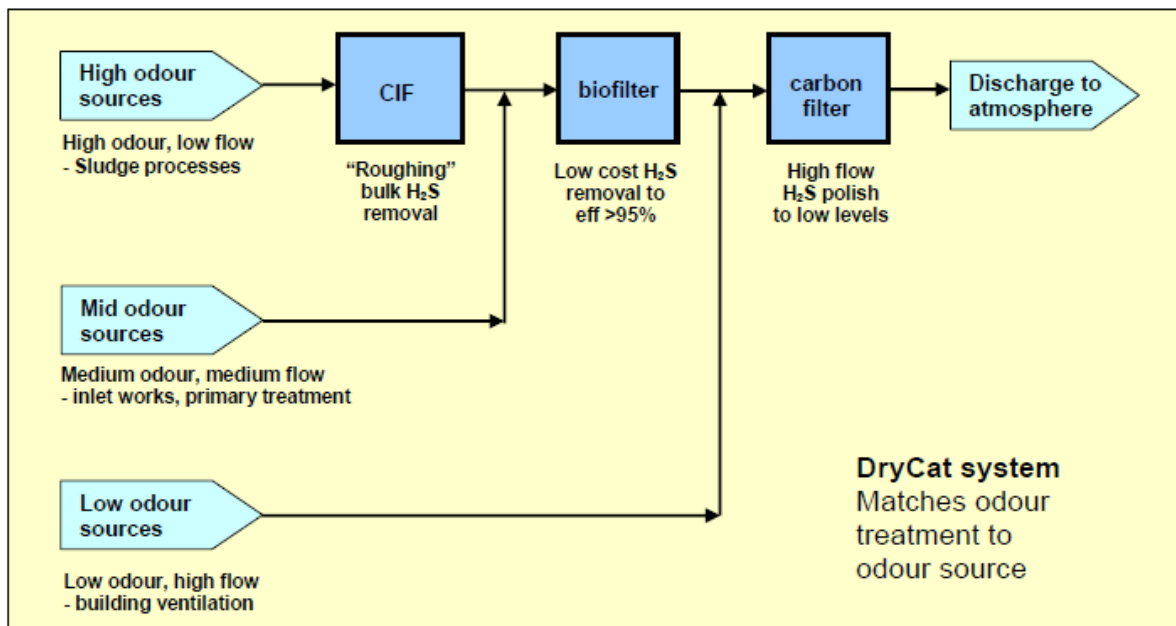 High odour
sources
CIF
biofilter
carbon
filter
Discharge to
atmosphere
High odour, low flow
- Sludge processes
“Roughing”
bulk H₂S
removal
Low cost H₂S
removal to
eff >95%
High flow
H₂S polish
to low levels
Mid odour
sources
Medium odour, medium flow
- inlet works, primary treatment
Low odour
sources
Low odour, high flow
- building ventilation
DryCat system
Matches odour
treatment to
odour source